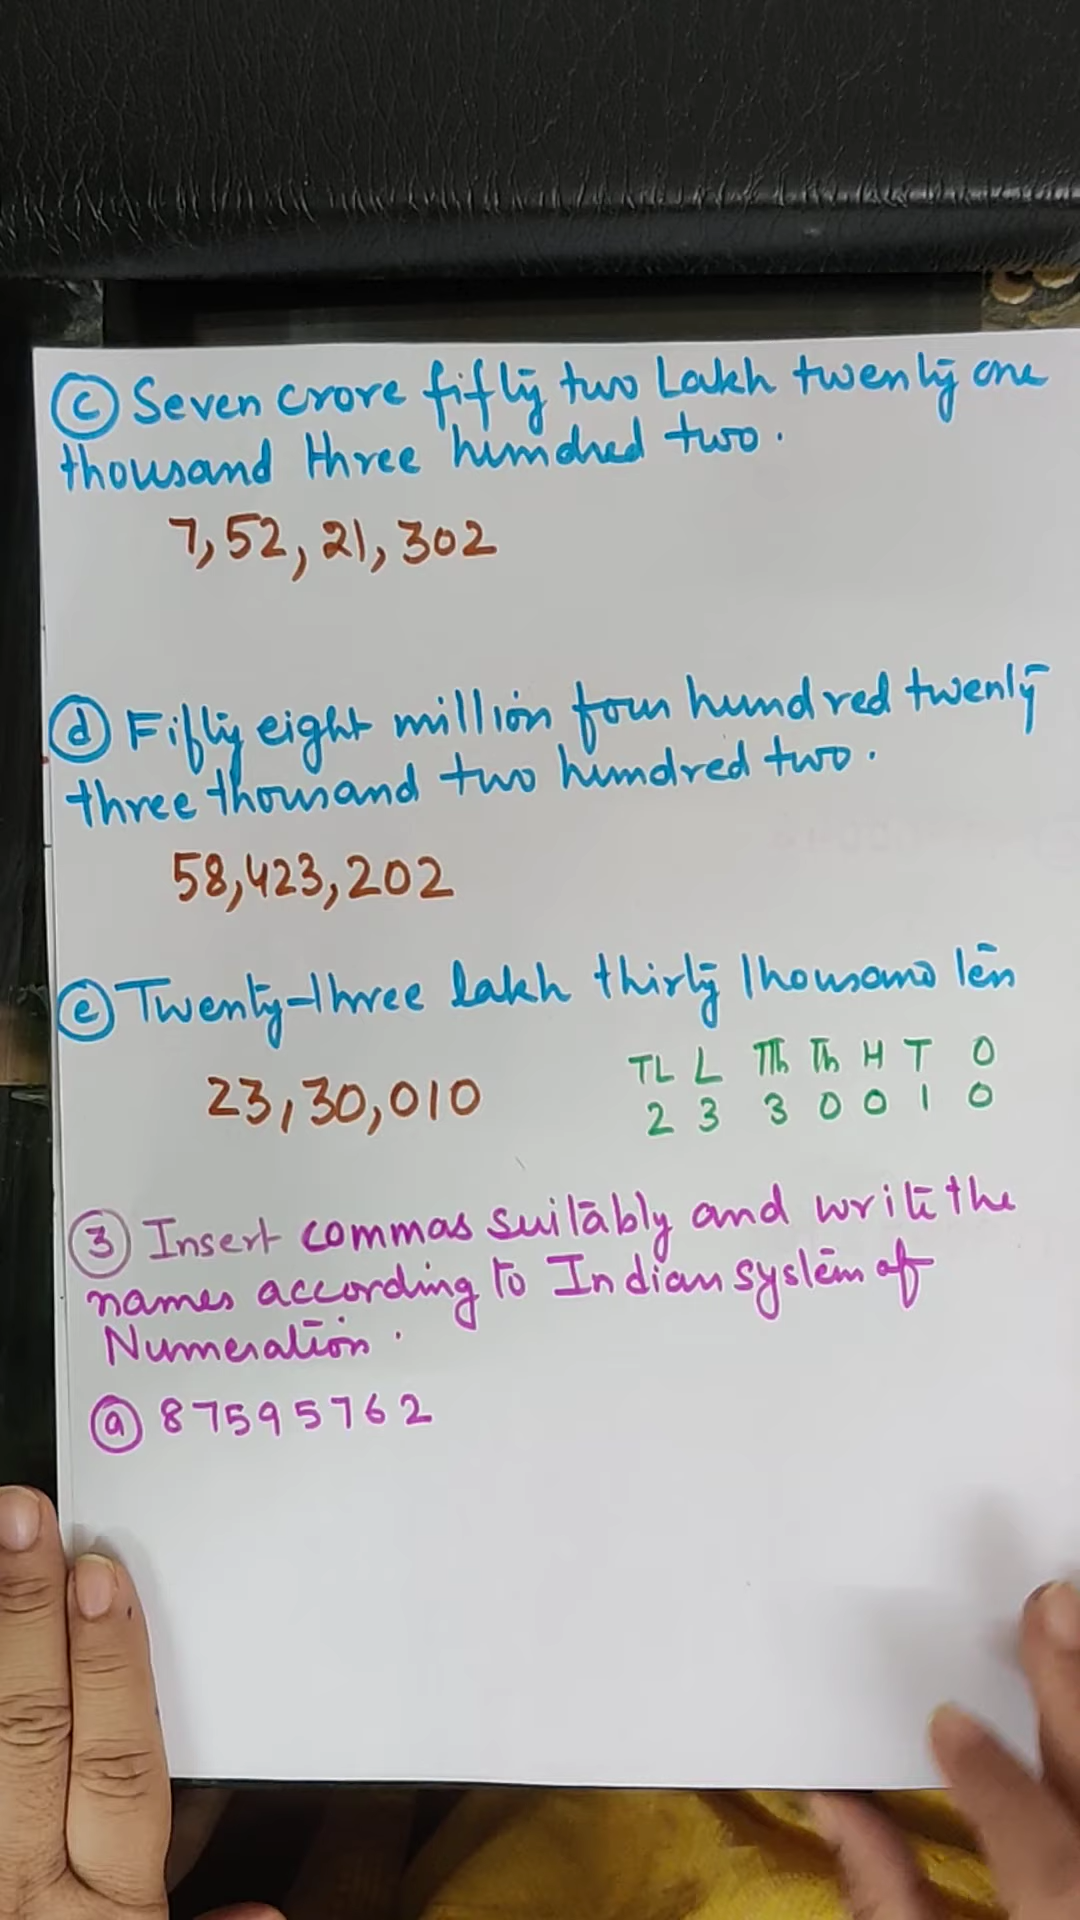 (c) Seven crore fifty two Lakh twenty one
thousand three hundred two.
7,52,21,302
(d) Fifty eight million four hundred twenty
three thousand two hundred two.
58,423,202
(e) Twenty-three lakh thirty thousand ten
TL L TTh Th H T O
23,30,010
2 3 3 0 0 1 0
(3) Insert commas suitably and write the
names according to Indian system of
Numeration.
(a) 87595762